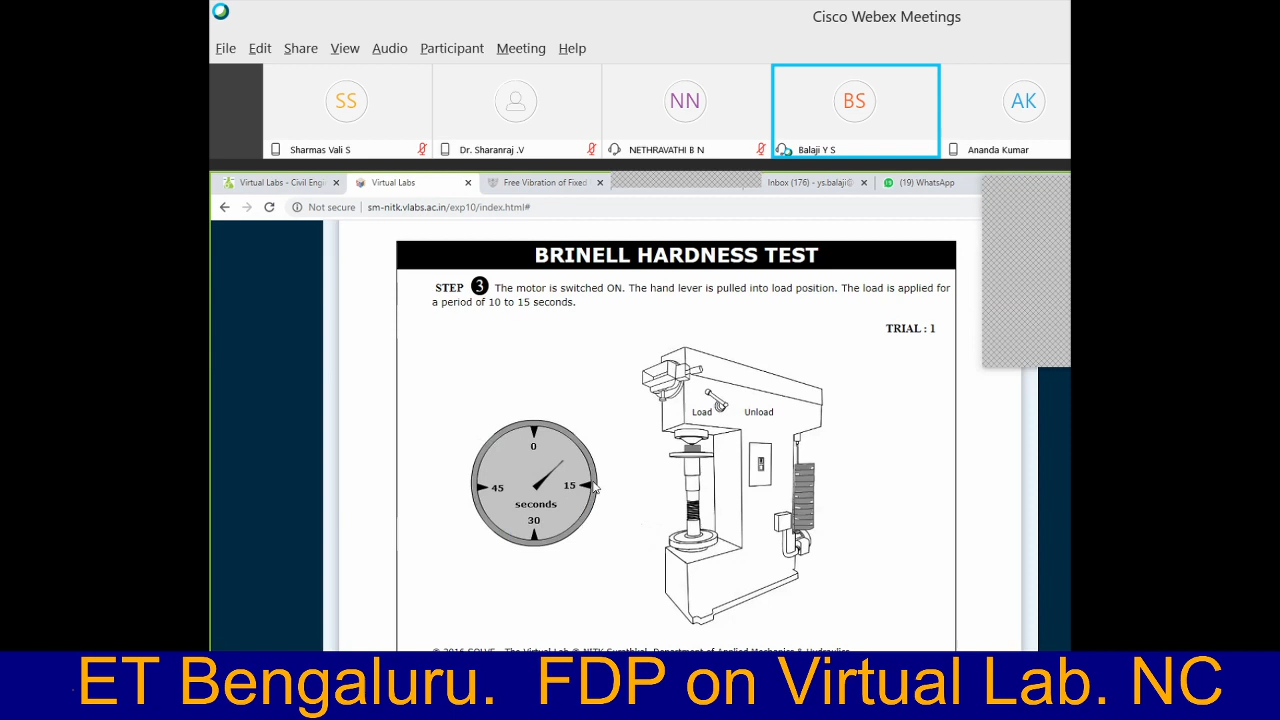 Cisco Webex Meetings
File Edit Share View Audio Participant Meeting Help
SS NN BS AK
Sharmas Vali S Dr. Sharanraj .V NETHRAVATHI B N Balaji Y S Ananda Kumar
Virtual Labs - Civil Engi Virtual Labs Free Vibration of Fixed Inbox (176) - ys.balaji@ (19) WhatsApp
Not secure sm-nitk.vlabs.ac.in/exp10/index.html#
BRINELL HARDNESS TEST
STEP 3 The motor is switched ON. The hand lever is pulled into load position. The load is applied for
a period of 10 to 15 seconds.
TRIAL : 1
Load Unload
0
45 15
seconds
30
ET Bengaluru. FDP on Virtual Lab. NC